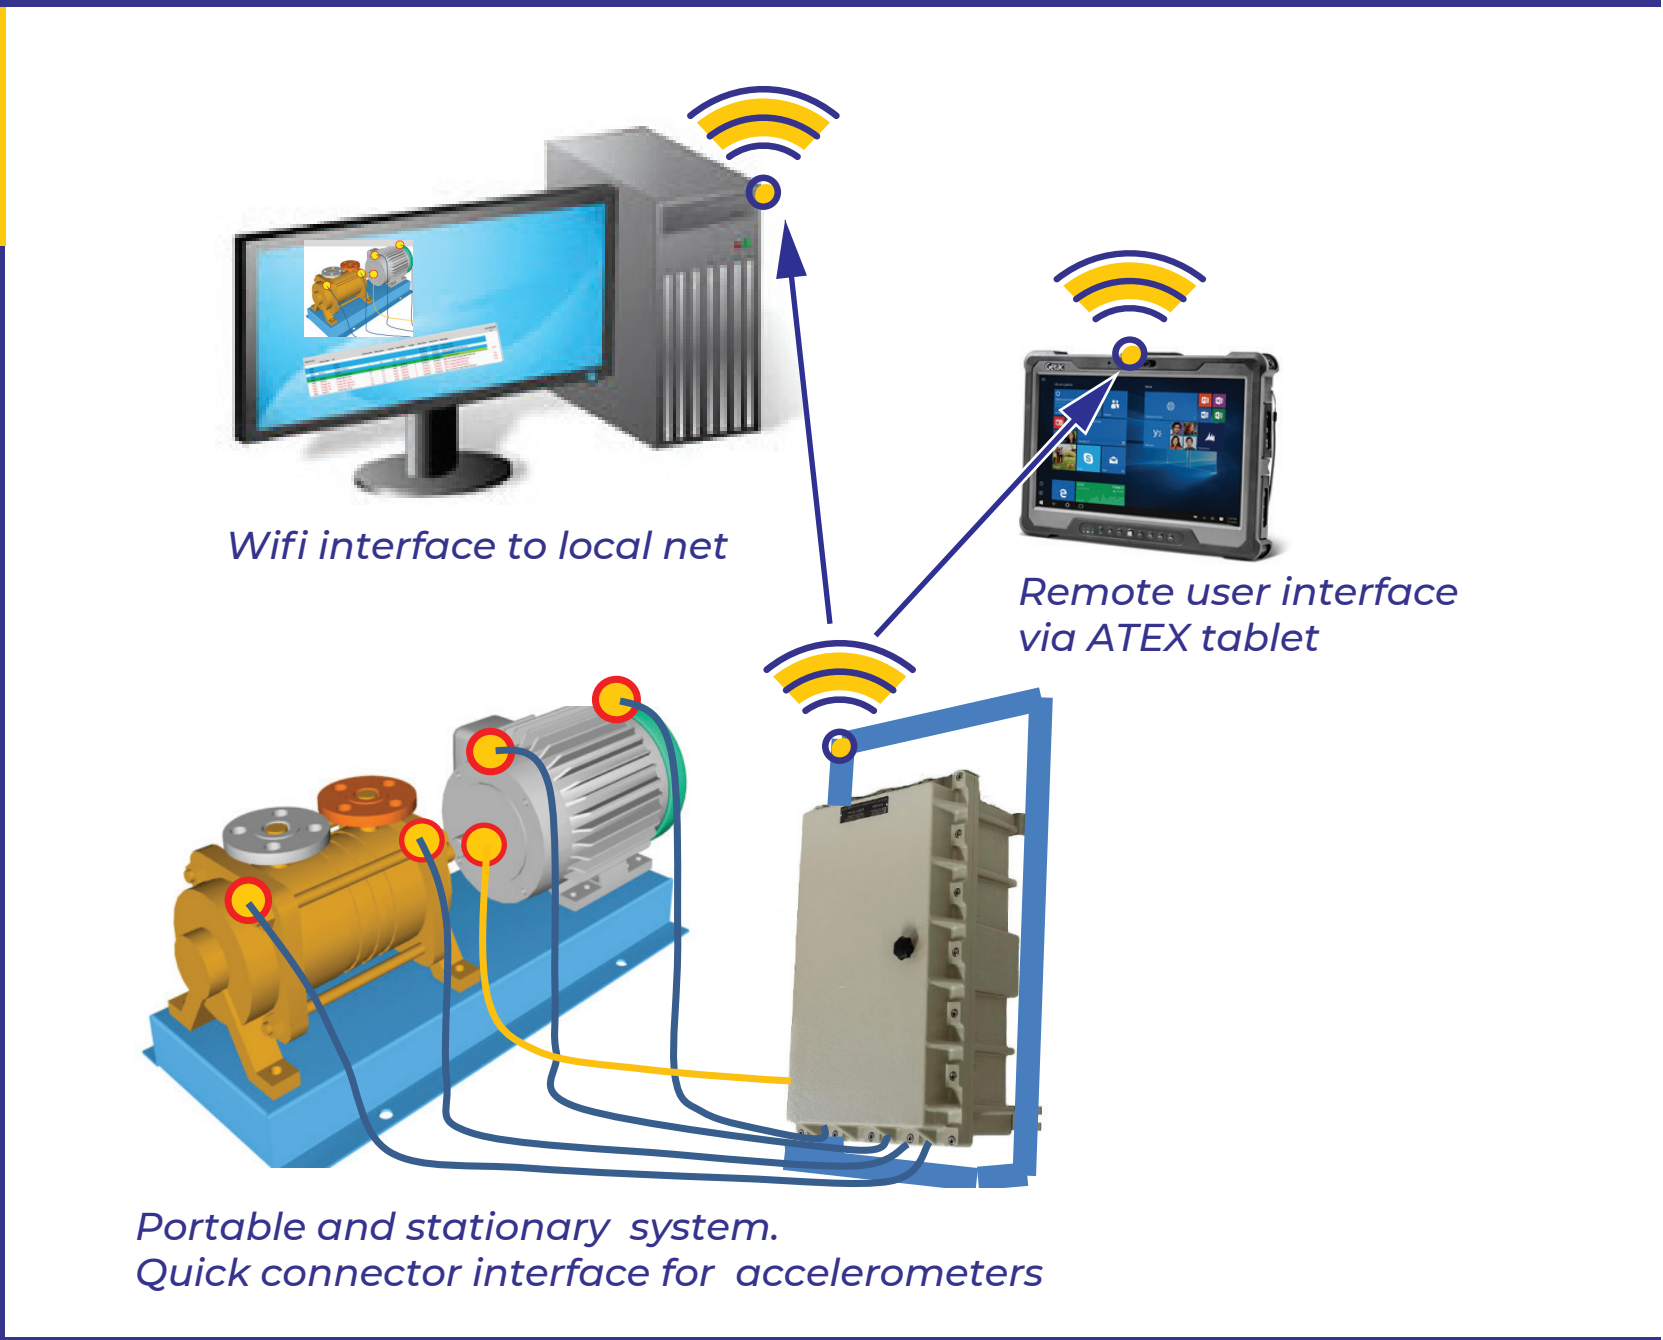 Wifi interface to local net
Getac
Remote user interface
via ATEX tablet
Portable and stationary system.
Quick connector interface for accelerometers